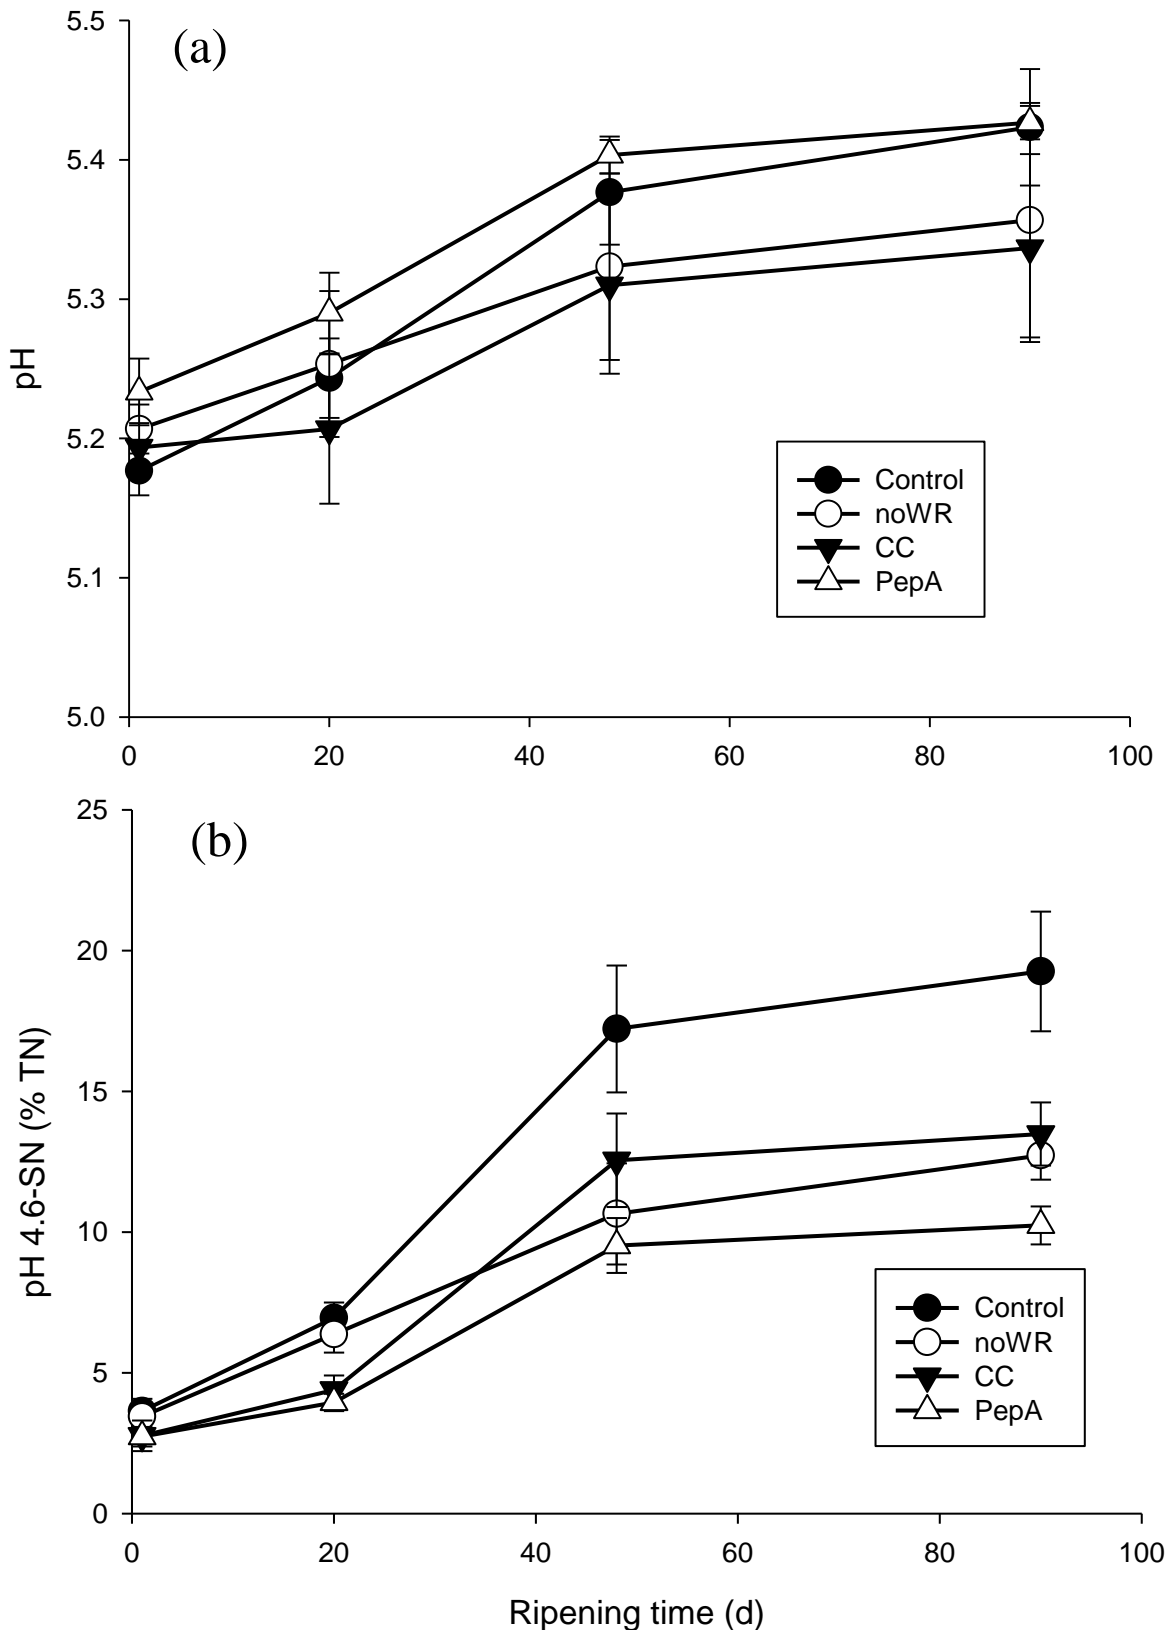 (a)
5.5
5.4
5.3
5.2
5.1
5.0
pH
0 20 40 60 80 100
Control
noWR
CC
PepA
(b)
25
20
15
10
5
0
pH 4.6-SN (% TN)
Control
noWR
CC
PepA
0 20 40 60 80 100
Ripening time (d)